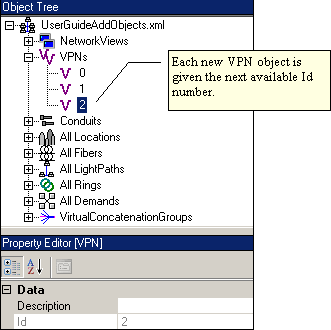 Object Tree
UserGuideAddObjects.xml
NetworkViews
VPNs
0
1
2
Each new VPN object is
given the next available Id
number.
Conduits
All Locations
All Fibers
All LightPaths
All Rings
All Demands
VirtualConcatenationGroups
Property Editor [VPN]
Data
Description
Id 2